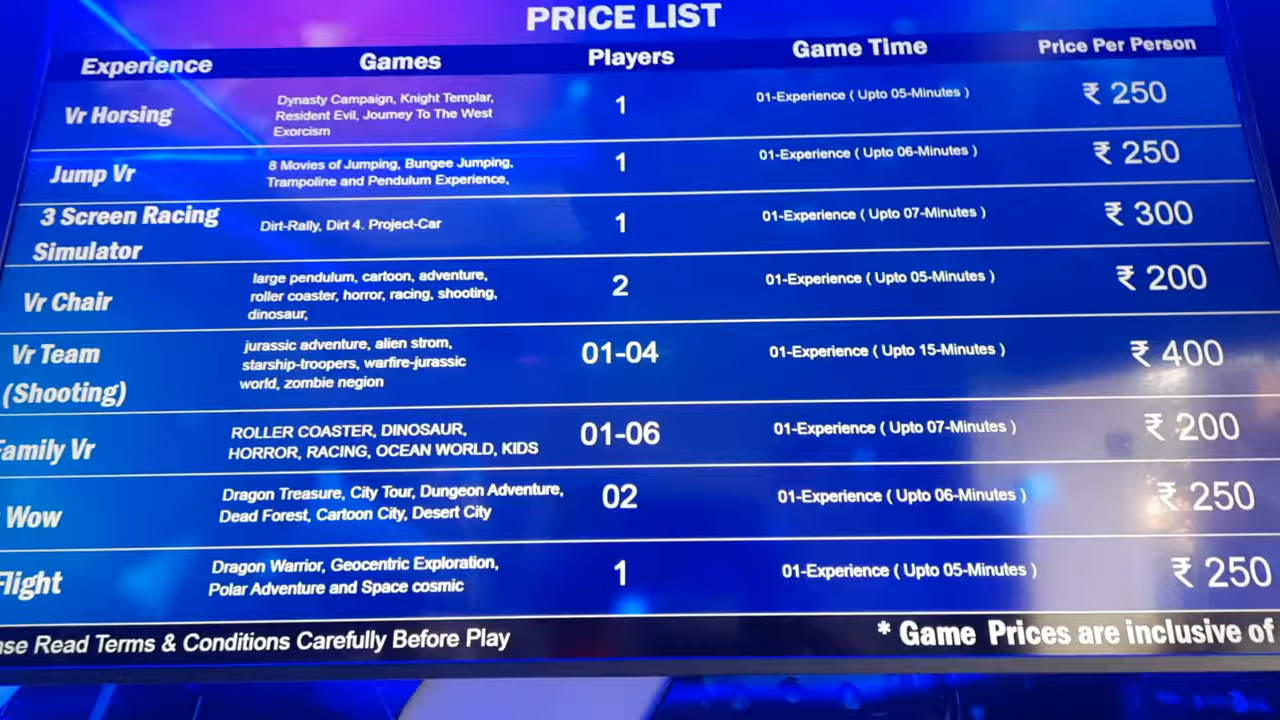 PRICE LIST
Experience Games Players Game Time Price Per Person
Vr Horsing
Dynasty Campaign, Knight Templar,
Resident Evil, Journey To The West
Exorcism
1
01-Experience ( Upto 05-Minutes )
₹ 250
Jump Vr
8 Movies of Jumping, Bungee Jumping,
Trampoline and Pendulum Experience,
1
01-Experience ( Upto 06-Minutes )
₹ 250
3 Screen Racing
Simulator
Dirt-Rally, Dirt 4. Project-Car
1
01-Experience ( Upto 07-Minutes )
₹ 300
Vr Chair
large pendulum, cartoon, adventure,
roller coaster, horror, racing, shooting,
dinosaur,
2
01-Experience ( Upto 05-Minutes )
₹ 200
Vr Team
(Shooting)
jurassic adventure, alien strom,
starship-troopers, warfire-jurassic
world, zombie negion
01-04
01-Experience ( Upto 15-Minutes )
₹ 400
amily Vr
ROLLER COASTER, DINOSAUR,
HORROR, RACING, OCEAN WORLD, KIDS
01-06
01-Experience ( Upto 07-Minutes )
₹ 200
Wow
Dragon Treasure, City Tour, Dungeon Adventure,
Dead Forest, Cartoon City, Desert City
02
01-Experience ( Upto 06-Minutes )
₹ 250
Flight
Dragon Warrior, Geocentric Exploration,
Polar Adventure and Space cosmic
1
01-Experience ( Upto 05-Minutes )
₹ 250
se Read Terms & Conditions Carefully Before Play
* Game Prices are inclusive of